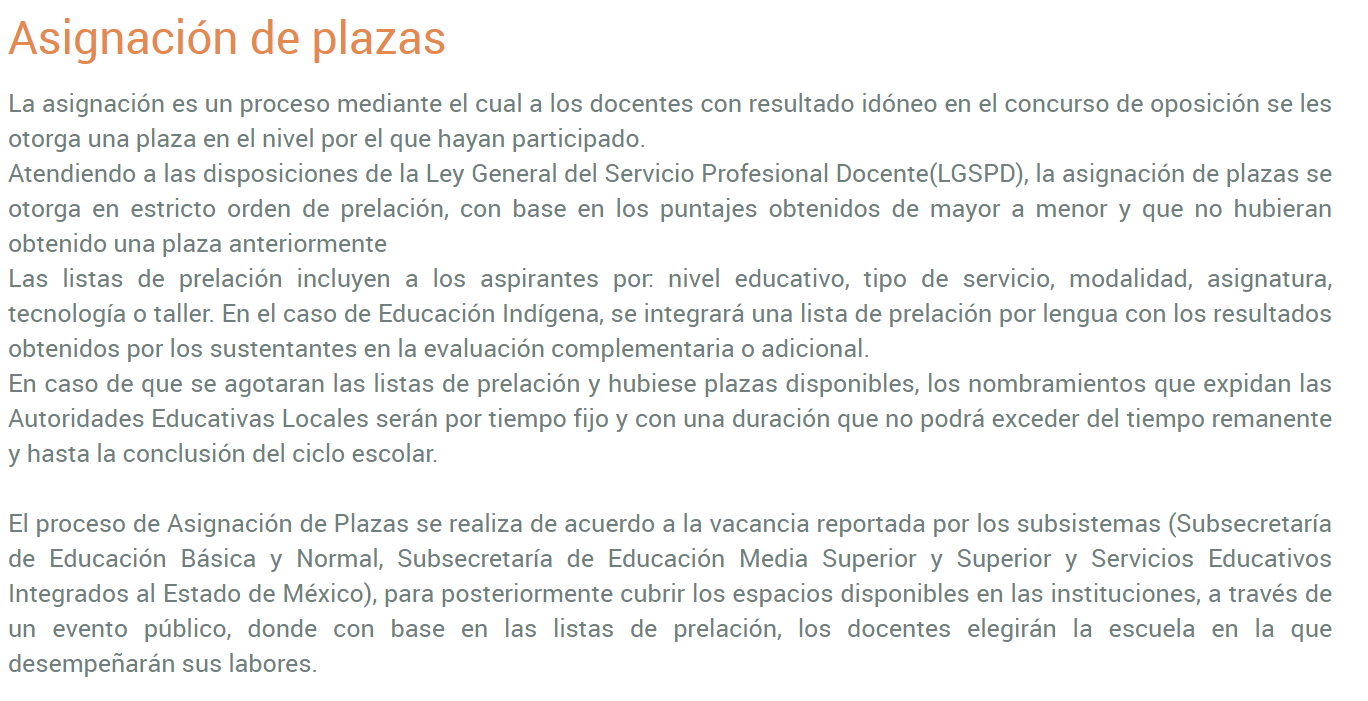 Asignación de plazas
La asignación es un proceso mediante el cual a los docentes con resultado idóneo en el concurso de oposición se les
otorga una plaza en el nivel por el que hayan participado.
Atendiendo a las disposiciones de la Ley General del Servicio Profesional Docente(LGSPD), la asignación de plazas se
otorga en estricto orden de prelación, con base en los puntajes obtenidos de mayor a menor y que no hubieran
obtenido una plaza anteriormente
Las listas de prelación incluyen a los aspirantes por: nivel educativo, tipo de servicio, modalidad, asignatura,
tecnología o taller. En el caso de Educación Indígena, se integrará una lista de prelación por lengua con los resultados
obtenidos por los sustentantes en la evaluación complementaria o adicional.
En caso de que se agotaran las listas de prelación y hubiese plazas disponibles, los nombramientos que expidan las
Autoridades Educativas Locales serán por tiempo fijo y con una duración que no podrá exceder del tiempo remanente
y hasta la conclusión del ciclo escolar.
El proceso de Asignación de Plazas se realiza de acuerdo a la vacancia reportada por los subsistemas (Subsecretaría
de Educación Básica y Normal, Subsecretaría de Educación Media Superior y Superior y Servicios Educativos
Integrados al Estado de México), para posteriormente cubrir los espacios disponibles en las instituciones, a través de
un evento público, donde con base en las listas de prelación, los docentes elegirán la escuela en la que
desempeñarán sus labores.